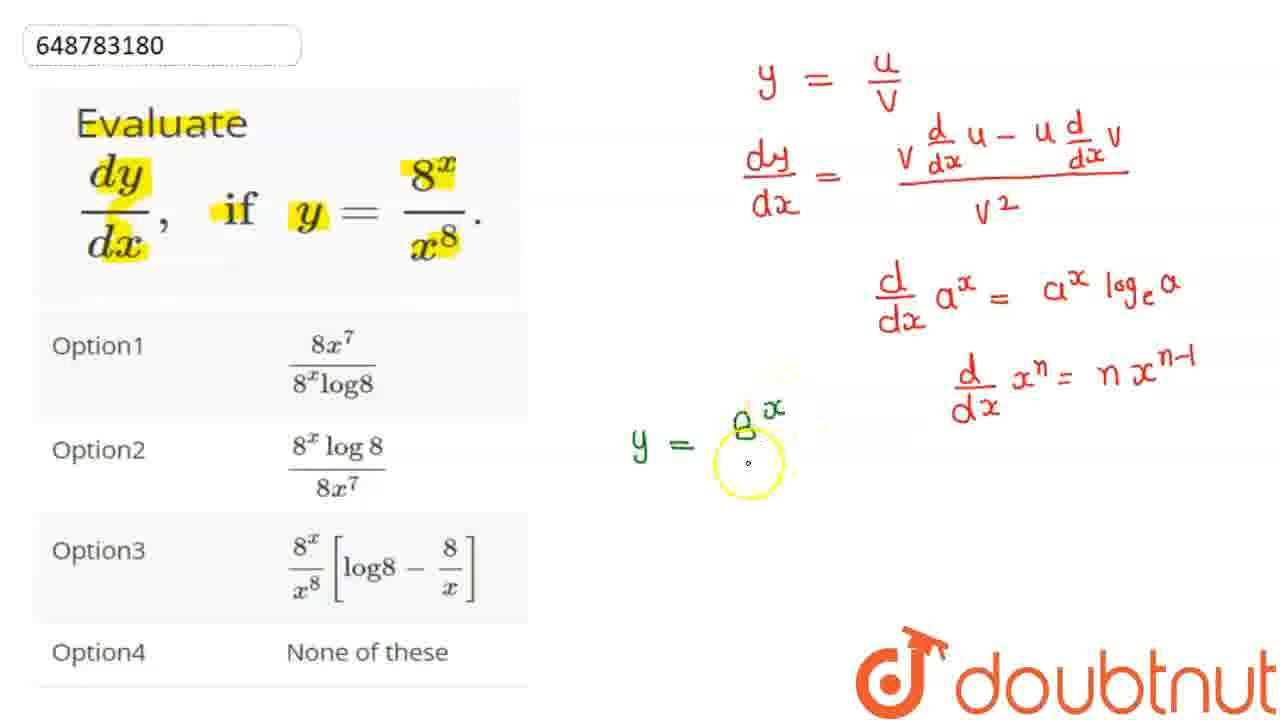 648783180
Evaluate
dy/dx, if y = 8^x/x^8.
Option1 8x^7/8^x log8
Option2 8^x log 8/8x^7
Option3 8^x/x^8 [log8 − 8/x]
Option4 None of these
y = u/v
dy/dx = (v d/dx u − u d/dx v)/v^2
d/dx a^x = a^x log_e a
d/dx x^n = n x^(n−1)
y = 8^x
doubtnut